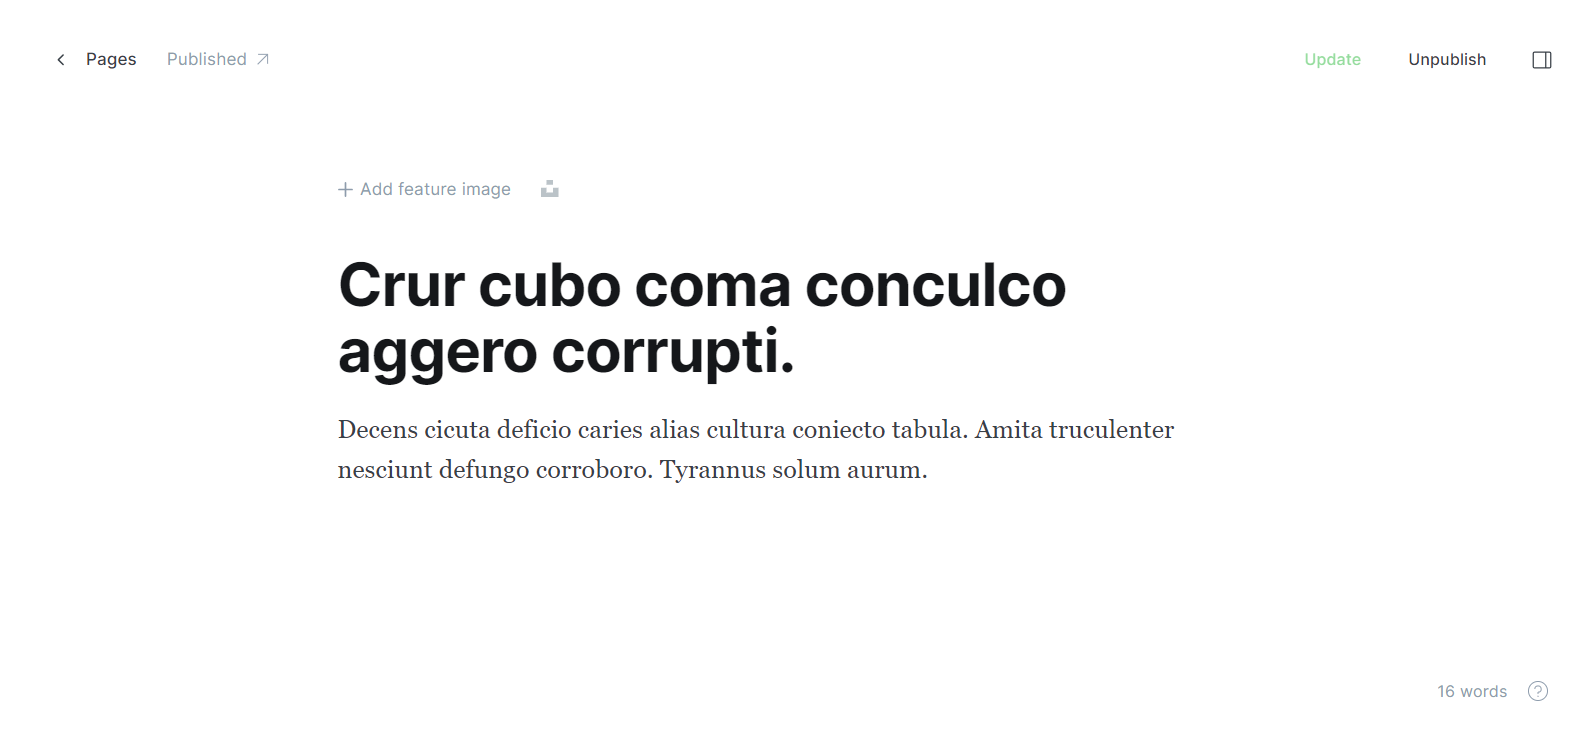 Pages Published Update Unpublish
Add feature image
Crur cubo coma conculco
aggero corrupti.
Decens cicuta deficio caries alias cultura coniecto tabula. Amita truculenter
nesciunt defungo corroboro. Tyrannus solum aurum.
16 words